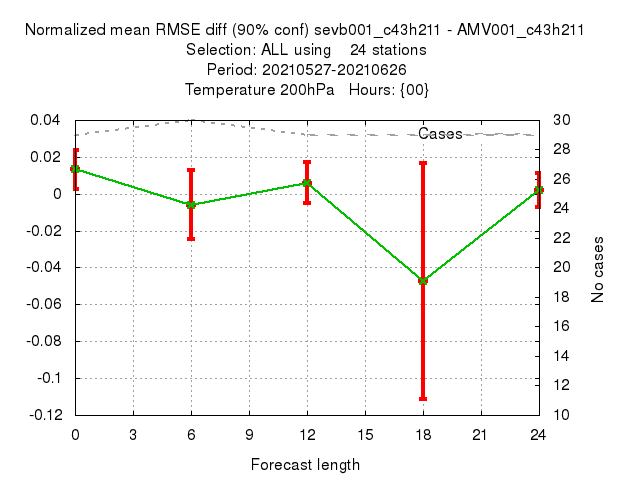 Normalized mean RMSE diff (90% conf) sevb001_c43h211 - AMV001_c43h211
Selection: ALL using 24 stations
Period: 20210527-20210626
Temperature 200hPa Hours: {00}
0.04
0.02
0
-0.02
-0.04
-0.06
-0.08
-0.1
-0.12
Cases
30
28
26
24
22
20
18
16
14
12
10
No cases
0 3 6 9 12 15 18 21 24
Forecast length